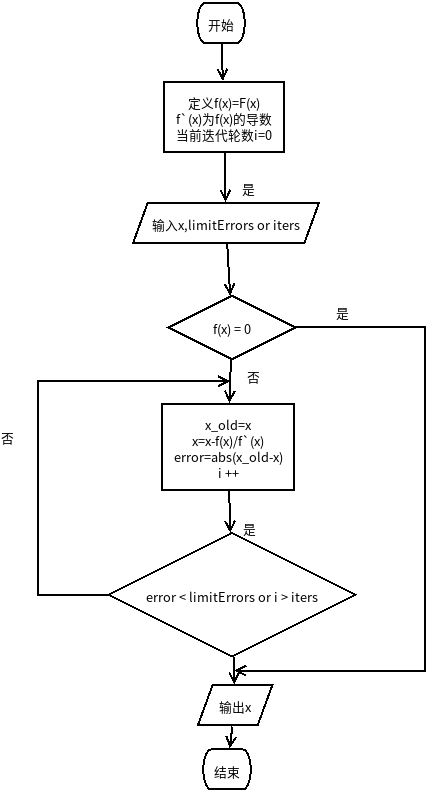 开始
定义f(x)=F(x)
f`(x)为f(x)的导数
当前迭代轮数i=0
是
输入x,limitErrors or iters
是
f(x) = 0
否
否
x_old=x
x=x-f(x)/f`(x)
error=abs(x_old-x)
i ++
是
error < limitErrors or i > iters
输出x
结束